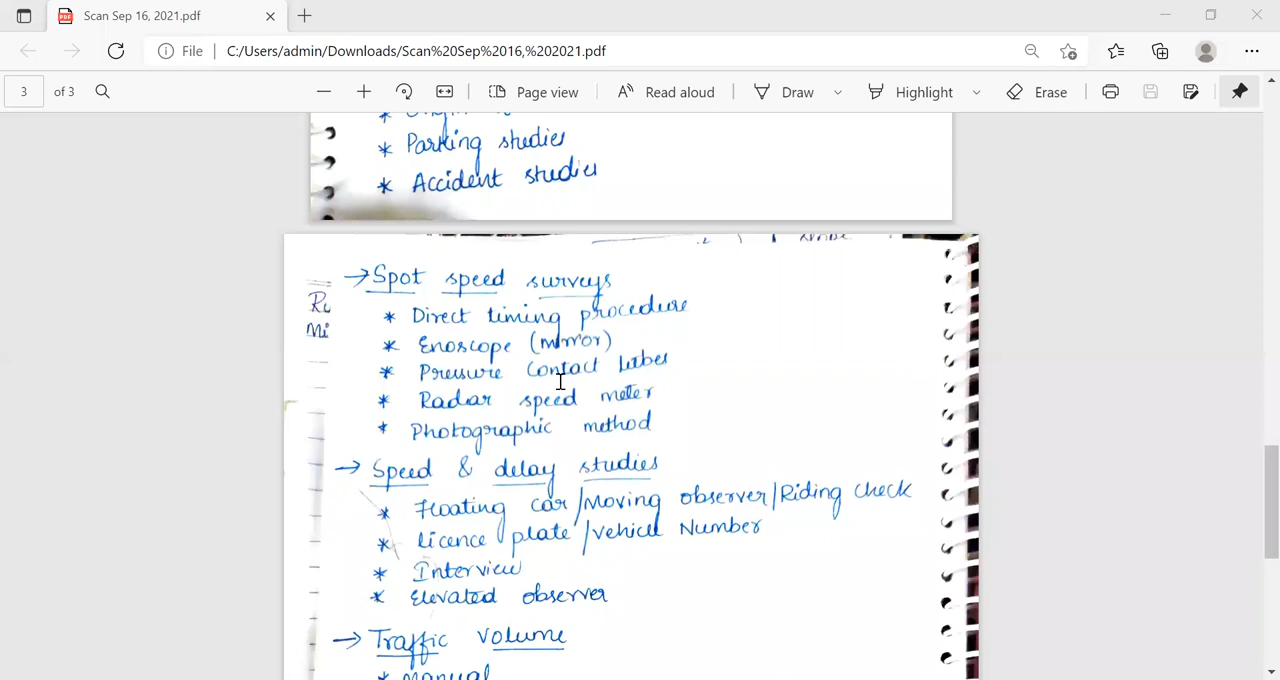 Scan Sep 16, 2021.pdf
File C:/Users/admin/Downloads/Scan%20Sep%2016,%202021.pdf
3 of 3 Page view Read aloud Draw Highlight Erase
* Parking studies
* Accident studies
→ Spot speed surveys
Ru
* Direct timing procedure
Mi
* Enoscope (mirror)
* Pressure Contact tubes
* Radar speed meter
* Photographic method
→ Speed & delay studies
* Floating car/Moving observer/Riding check
* Licence plate/vehicle Number
* Interview
* Elevated observer
→ Traffic volume
* Manual